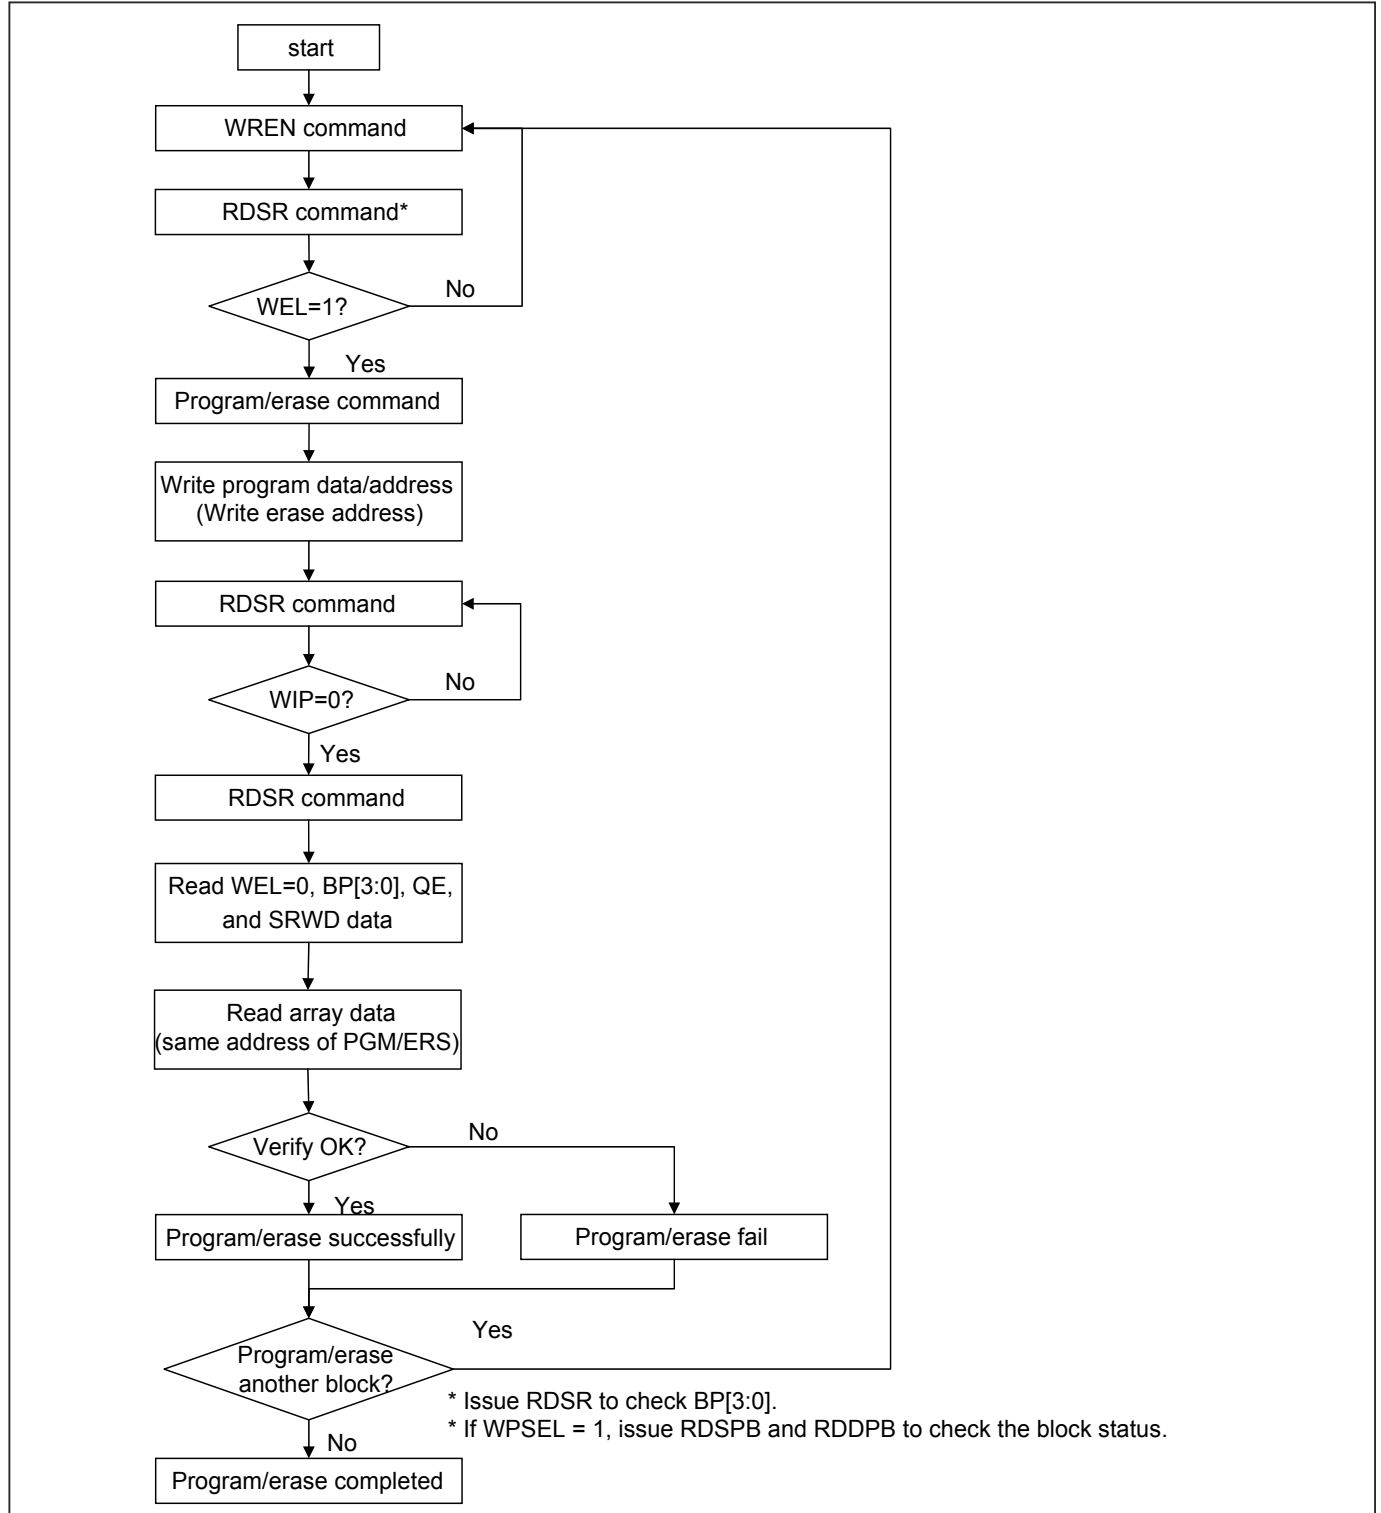 start
WREN command
RDSR command*
WEL=1?
No
Yes
Program/erase command
Write program data/address
(Write erase address)
RDSR command
WIP=0?
No
Yes
RDSR command
Read WEL=0, BP[3:0], QE,
and SRWD data
Read array data
(same address of PGM/ERS)
Verify OK?
No
Yes
Program/erase successfully
Program/erase fail
Yes
Program/erase
another block?
* Issue RDSR to check BP[3:0].
* If WPSEL = 1, issue RDSPB and RDDPB to check the block status.
No
Program/erase completed